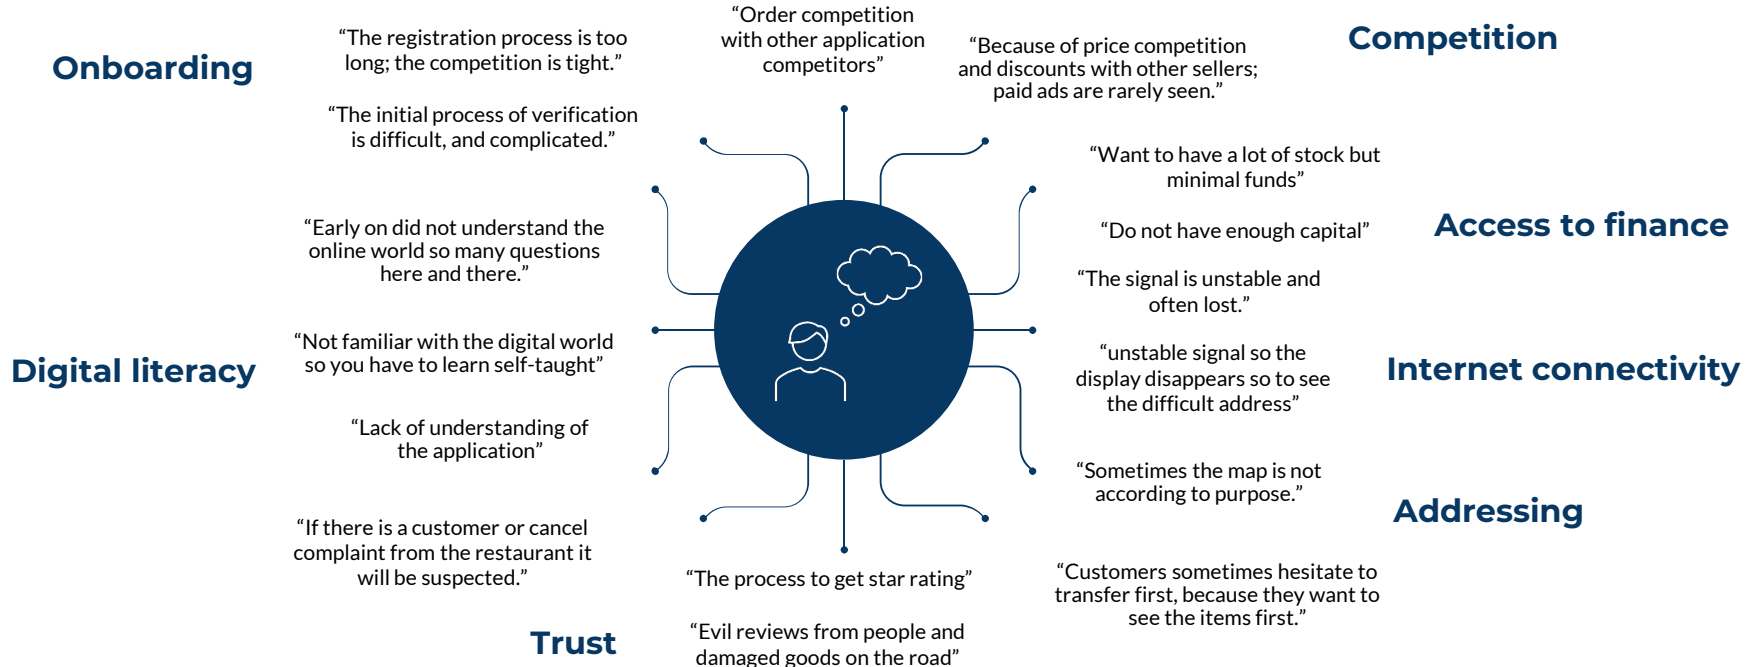 Onboarding
“The registration process is too
long; the competition is tight.”
“The initial process of verification
is difficult, and complicated.”
“Order competition
with other application
competitors”
“Because of price competition
and discounts with other sellers;
paid ads are rarely seen.”
Competition
“Want to have a lot of stock but
minimal funds”
“Do not have enough capital”
Access to finance
“Early on did not understand the
online world so many questions
here and there.”
“Not familiar with the digital world
so you have to learn self-taught”
Digital literacy
“Lack of understanding of
the application”
“The signal is unstable and
often lost.”
“unstable signal so the
display disappears so to see
the difficult address”
Internet connectivity
“Sometimes the map is not
according to purpose.”
Addressing
“If there is a customer or cancel
complaint from the restaurant it
will be suspected.”
Trust
“The process to get star rating”
“Evil reviews from people and
damaged goods on the road”
“Customers sometimes hesitate to
transfer first, because they want to
see the items first.”